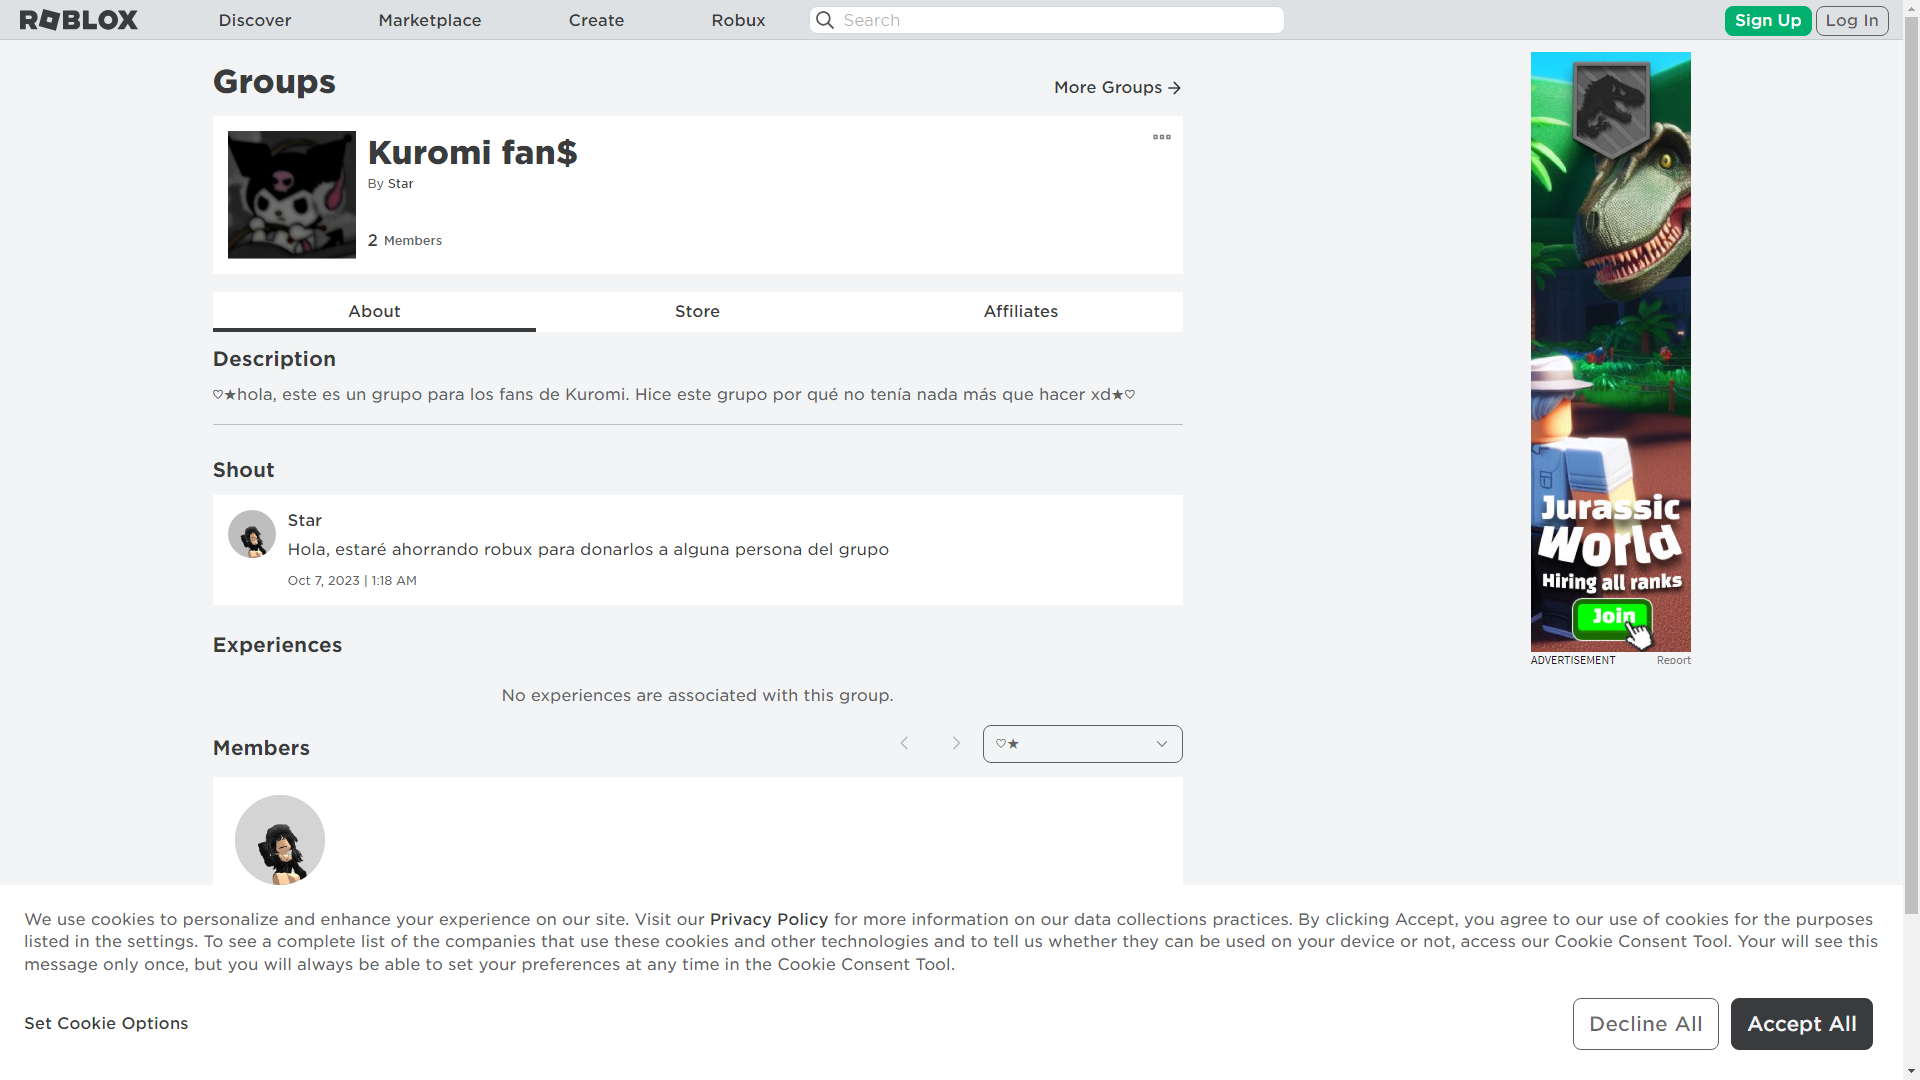 ROBLOX
Discover
Marketplace
Create
Robux
Search
Sign Up
Log In
Groups
More Groups
Kuromi fan$
By Star
2 Members
About
Store
Affiliates
Description
♡★hola, este es un grupo para los fans de Kuromi. Hice este grupo por qué no tenía nada más que hacer xd★♡
Shout
Star
Hola, estaré ahorrando robux para donarlos a alguna persona del grupo
Oct 7, 2023 | 1:18 AM
Experiences
No experiences are associated with this group.
Members
♡★
Jurassic
World
Hiring all ranks
Join
ADVERTISEMENT
Report
We use cookies to personalize and enhance your experience on our site. Visit our Privacy Policy for more information on our data collections practices. By clicking Accept, you agree to our use of cookies for the purposes
listed in the settings. To see a complete list of the companies that use these cookies and other technologies and to tell us whether they can be used on your device or not, access our Cookie Consent Tool. Your will see this
message only once, but you will always be able to set your preferences at any time in the Cookie Consent Tool.
Set Cookie Options
Decline All
Accept All